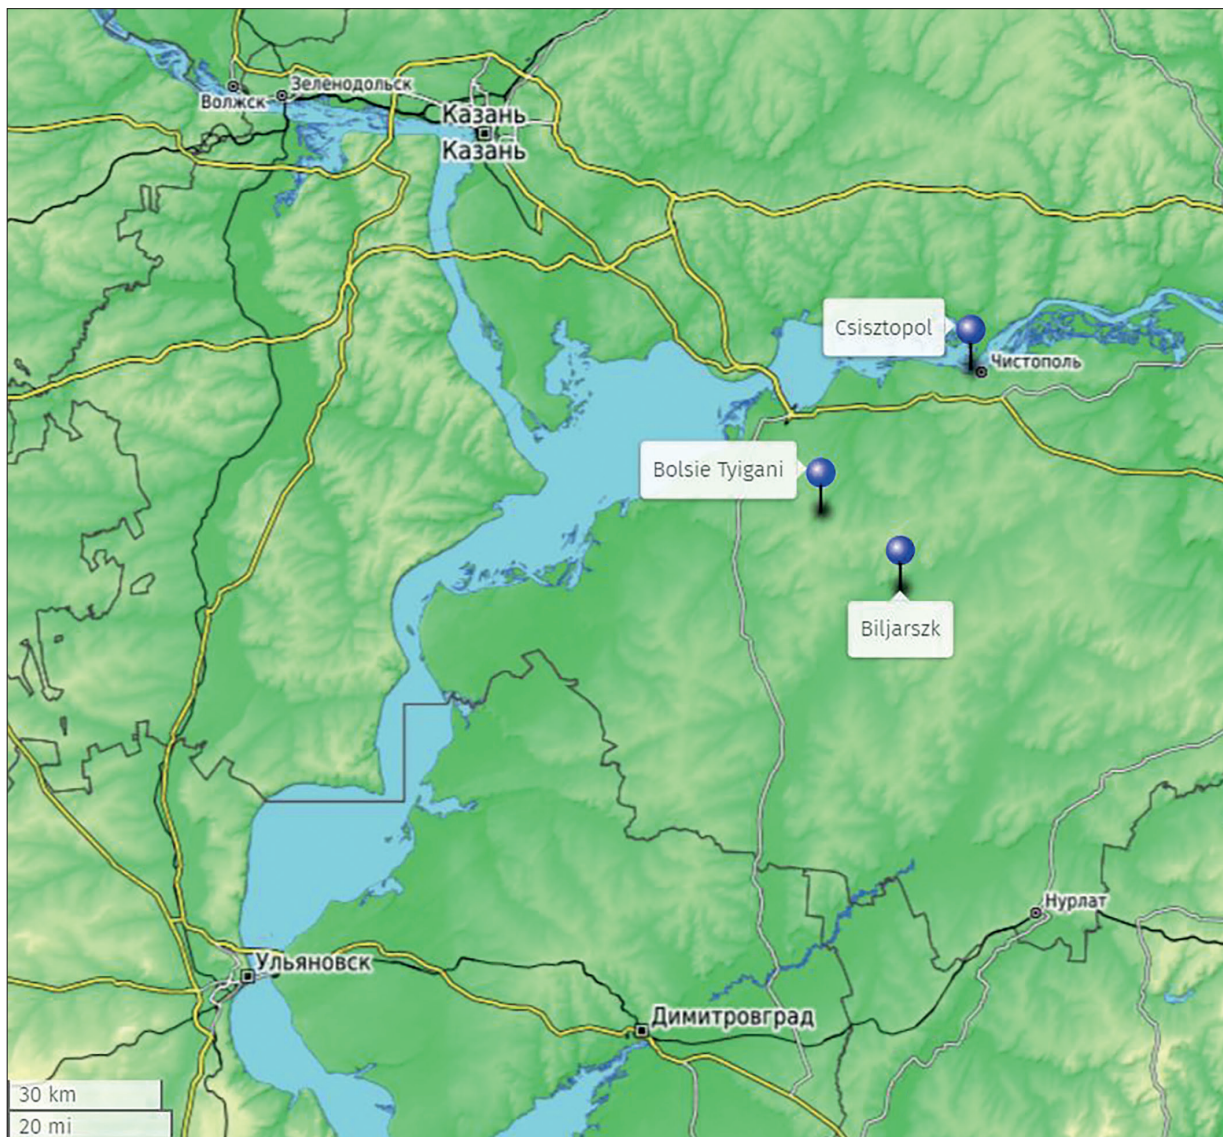 Зеленодольск
Волжск
Казань
Казань
Csisztopol
Чистополь
Bolsie Tyigani
Biljarszk
Нурлат
Ульяновск
Димитровград
30 km
20 mi